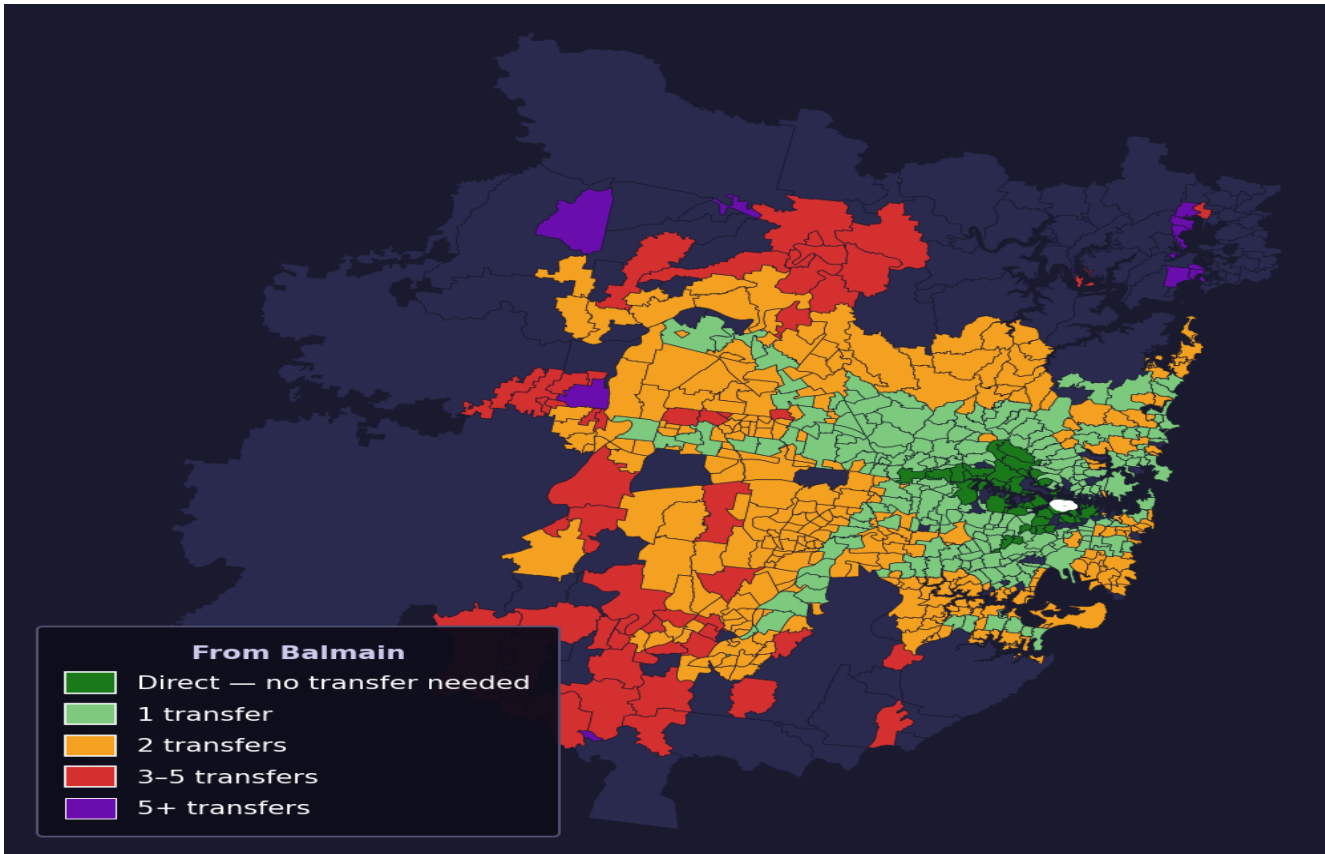 From Balmain
Direct — no transfer needed
1 transfer
2 transfers
3–5 transfers
5+ transfers